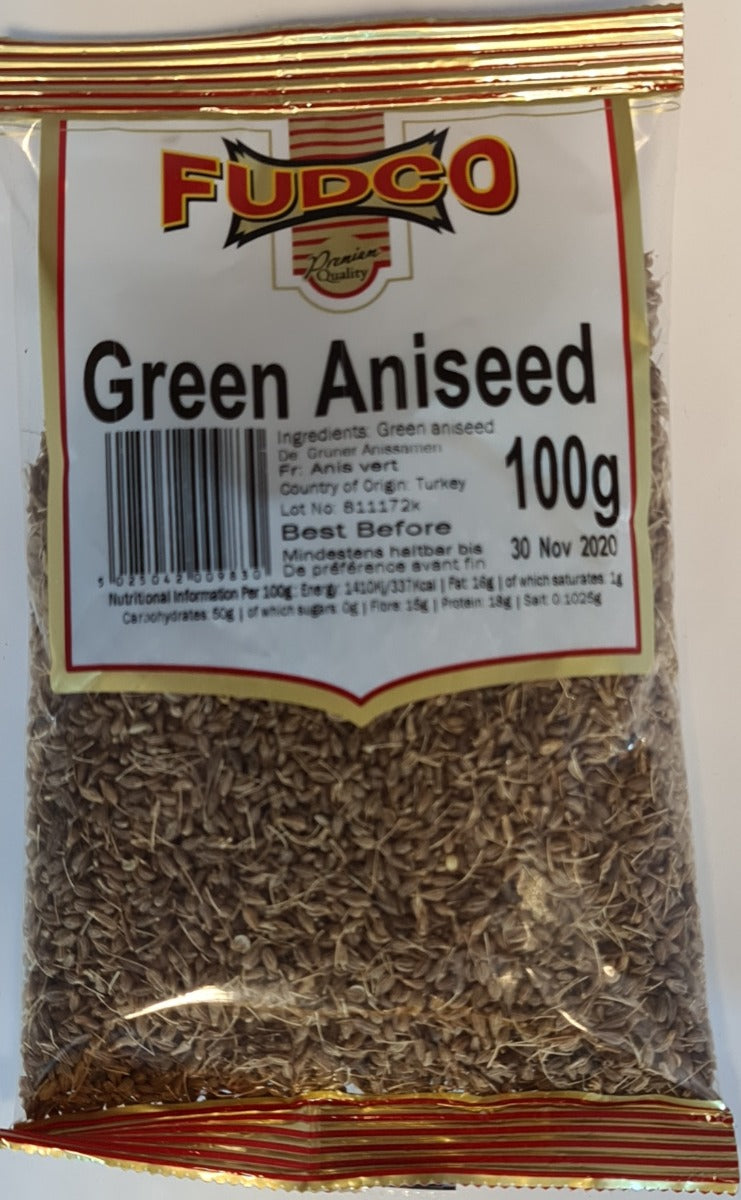 FUDCO
Premium
Quality
Green Aniseed
Ingredients: Green aniseed
De: Grüner Anissamen
Fr: Anis vert
Country of Origin: Turkey
Lot No: 811172k
100g
Best Before
Mindestens haltbar bis
De préférence avant fin
30 Nov 2020
5 025042 009830
Nutritional Information Per 100g: Energy: 1410Kj/337Kcal | Fat: 16g | of which saturates: 1g
Carbohydrates: 50g | of which sugars: 0g | Fibre: 15g | Protein: 18g | Salt: 0.1025g